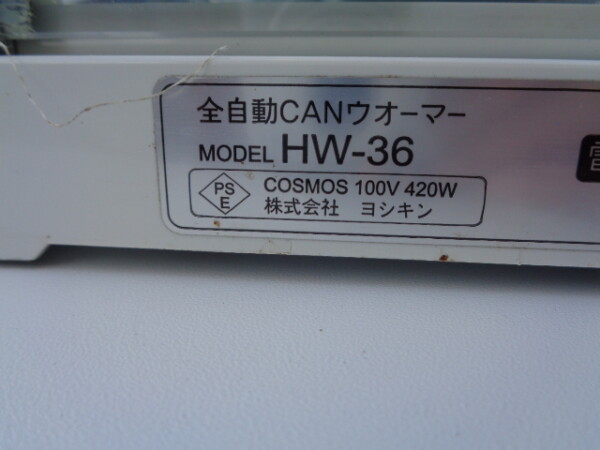 全自動CANウオーマー
MODEL HW-36
PS
E
COSMOS 100V 420W
株式会社 ヨシキン